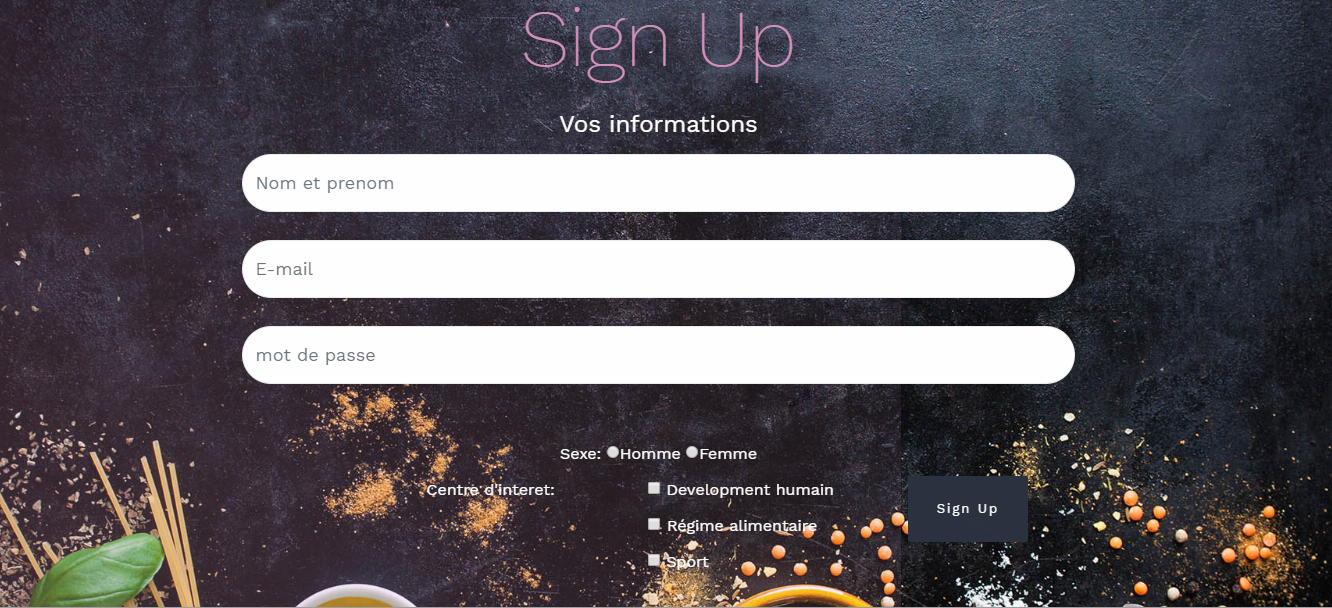 Sign Up
Vos informations
Nom et prenom
E-mail
mot de passe
Sexe: Homme Femme
Centre d'interet: Development humain
Régime alimentaire
Sign Up
Sport